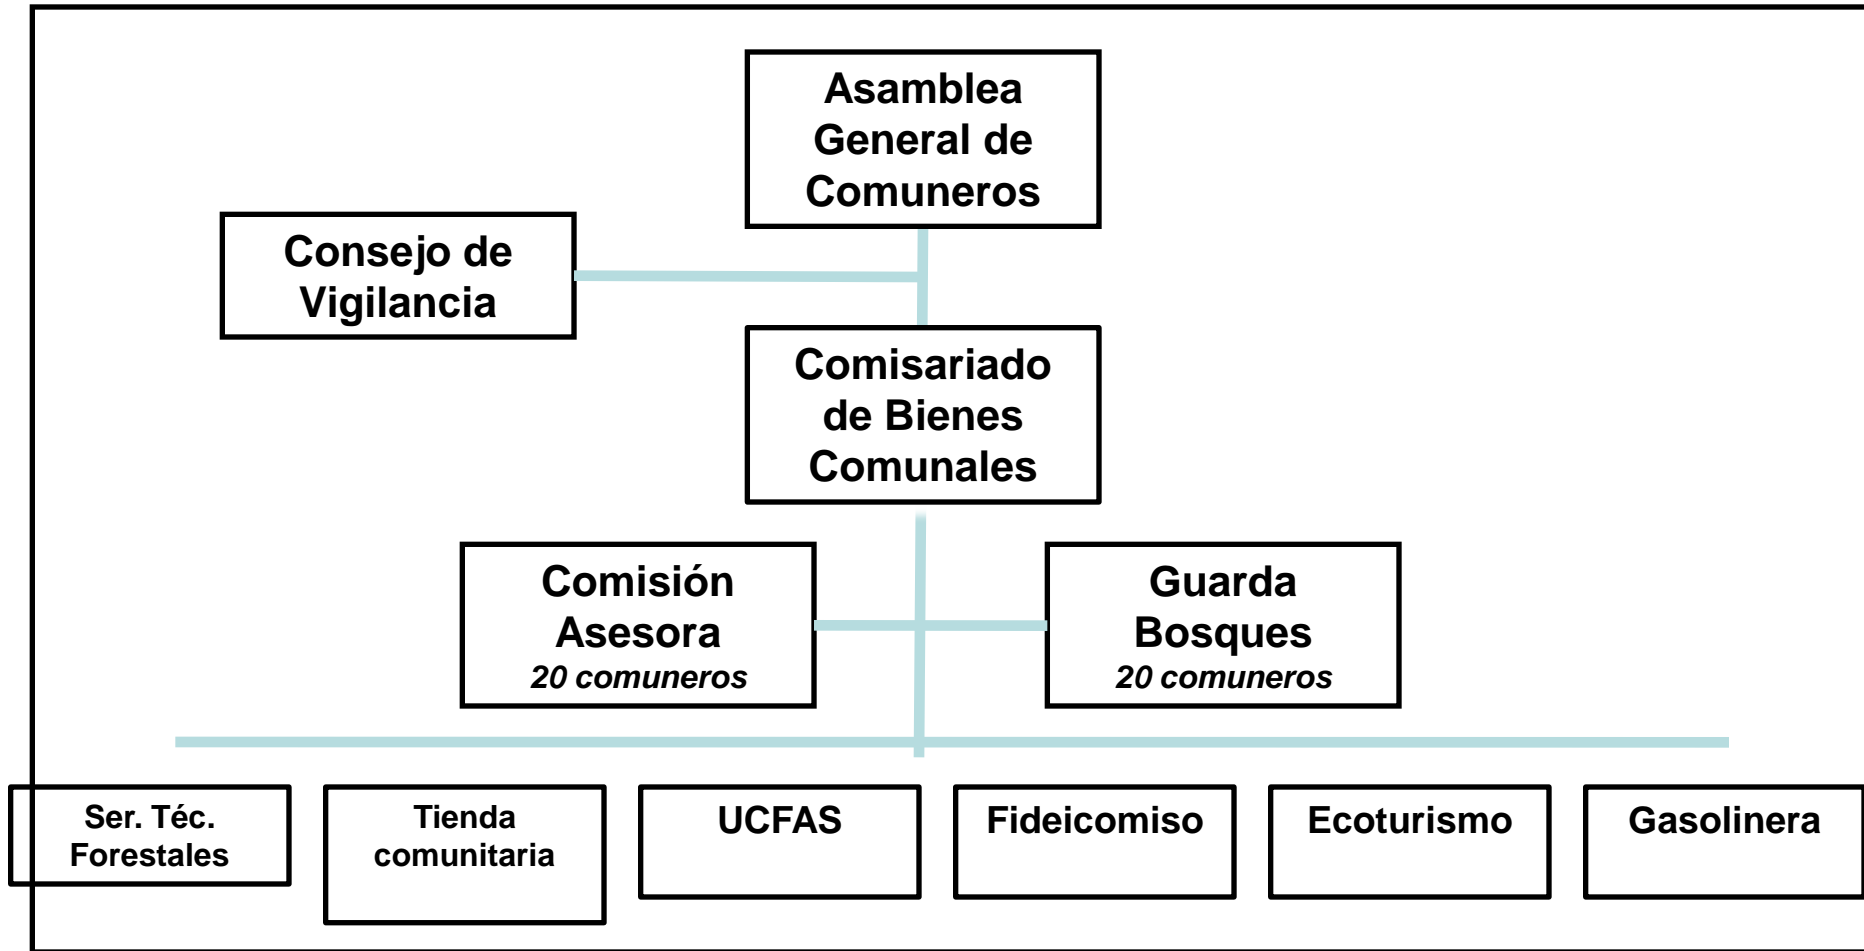 Asamblea
General de
Comuneros
Consejo de
Vigilancia
Comisariado
de Bienes
Comunales
Comisión
Asesora
20 comuneros
Guarda
Bosques
20 comuneros
Ser. Téc.
Forestales
Tienda
comunitaria
UCFAS
Fideicomiso
Ecoturismo
Gasolinera